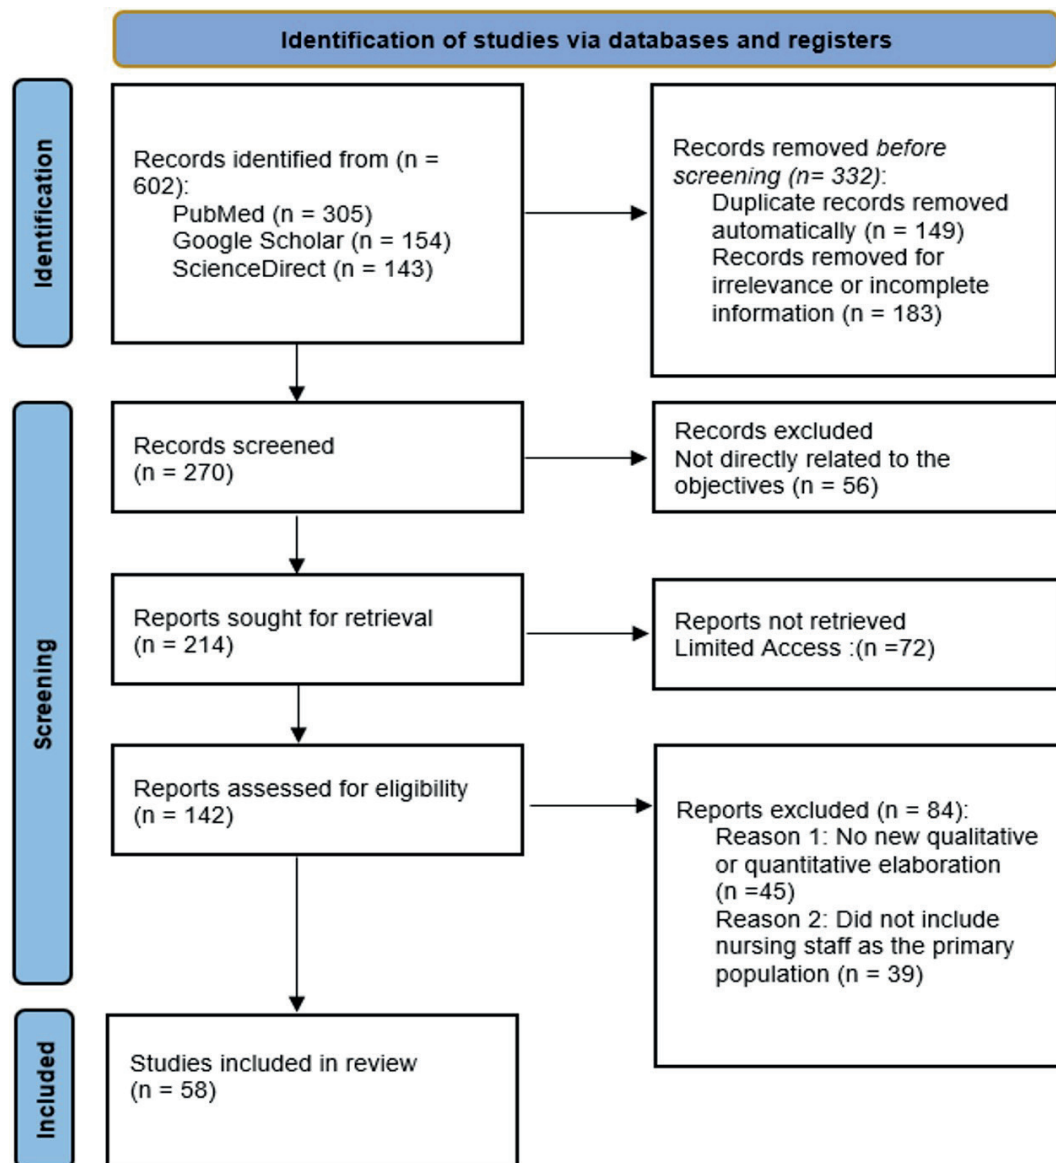 Identification of studies via databases and registers
Identification
Records identified from (n =
602):
PubMed (n = 305)
Google Scholar (n = 154)
ScienceDirect (n = 143)
Records removed before
screening (n= 332):
Duplicate records removed
automatically (n = 149)
Records removed for
irrelevance or incomplete
information (n = 183)
Screening
Records screened
(n = 270)
Records excluded
Not directly related to the
objectives (n = 56)
Reports sought for retrieval
(n = 214)
Reports not retrieved
Limited Access :(n =72)
Reports assessed for eligibility
(n = 142)
Reports excluded (n = 84):
Reason 1: No new qualitative
or quantitative elaboration
(n =45)
Reason 2: Did not include
nursing staff as the primary
population (n = 39)
Included
Studies included in review
(n = 58)